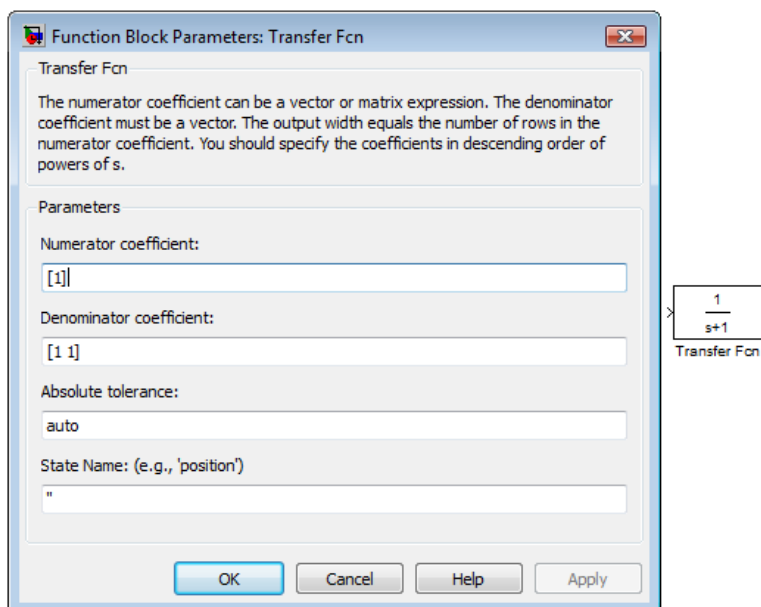 Function Block Parameters: Transfer Fcn
Transfer Fcn
The numerator coefficient can be a vector or matrix expression. The denominator
coefficient must be a vector. The output width equals the number of rows in the
numerator coefficient. You should specify the coefficients in descending order of
powers of s.
Parameters
Numerator coefficient:
[1]
Denominator coefficient:
[1 1]
Absolute tolerance:
auto
State Name: (e.g., 'position')
''
OK Cancel Help Apply
1
s+1
Transfer Fcn